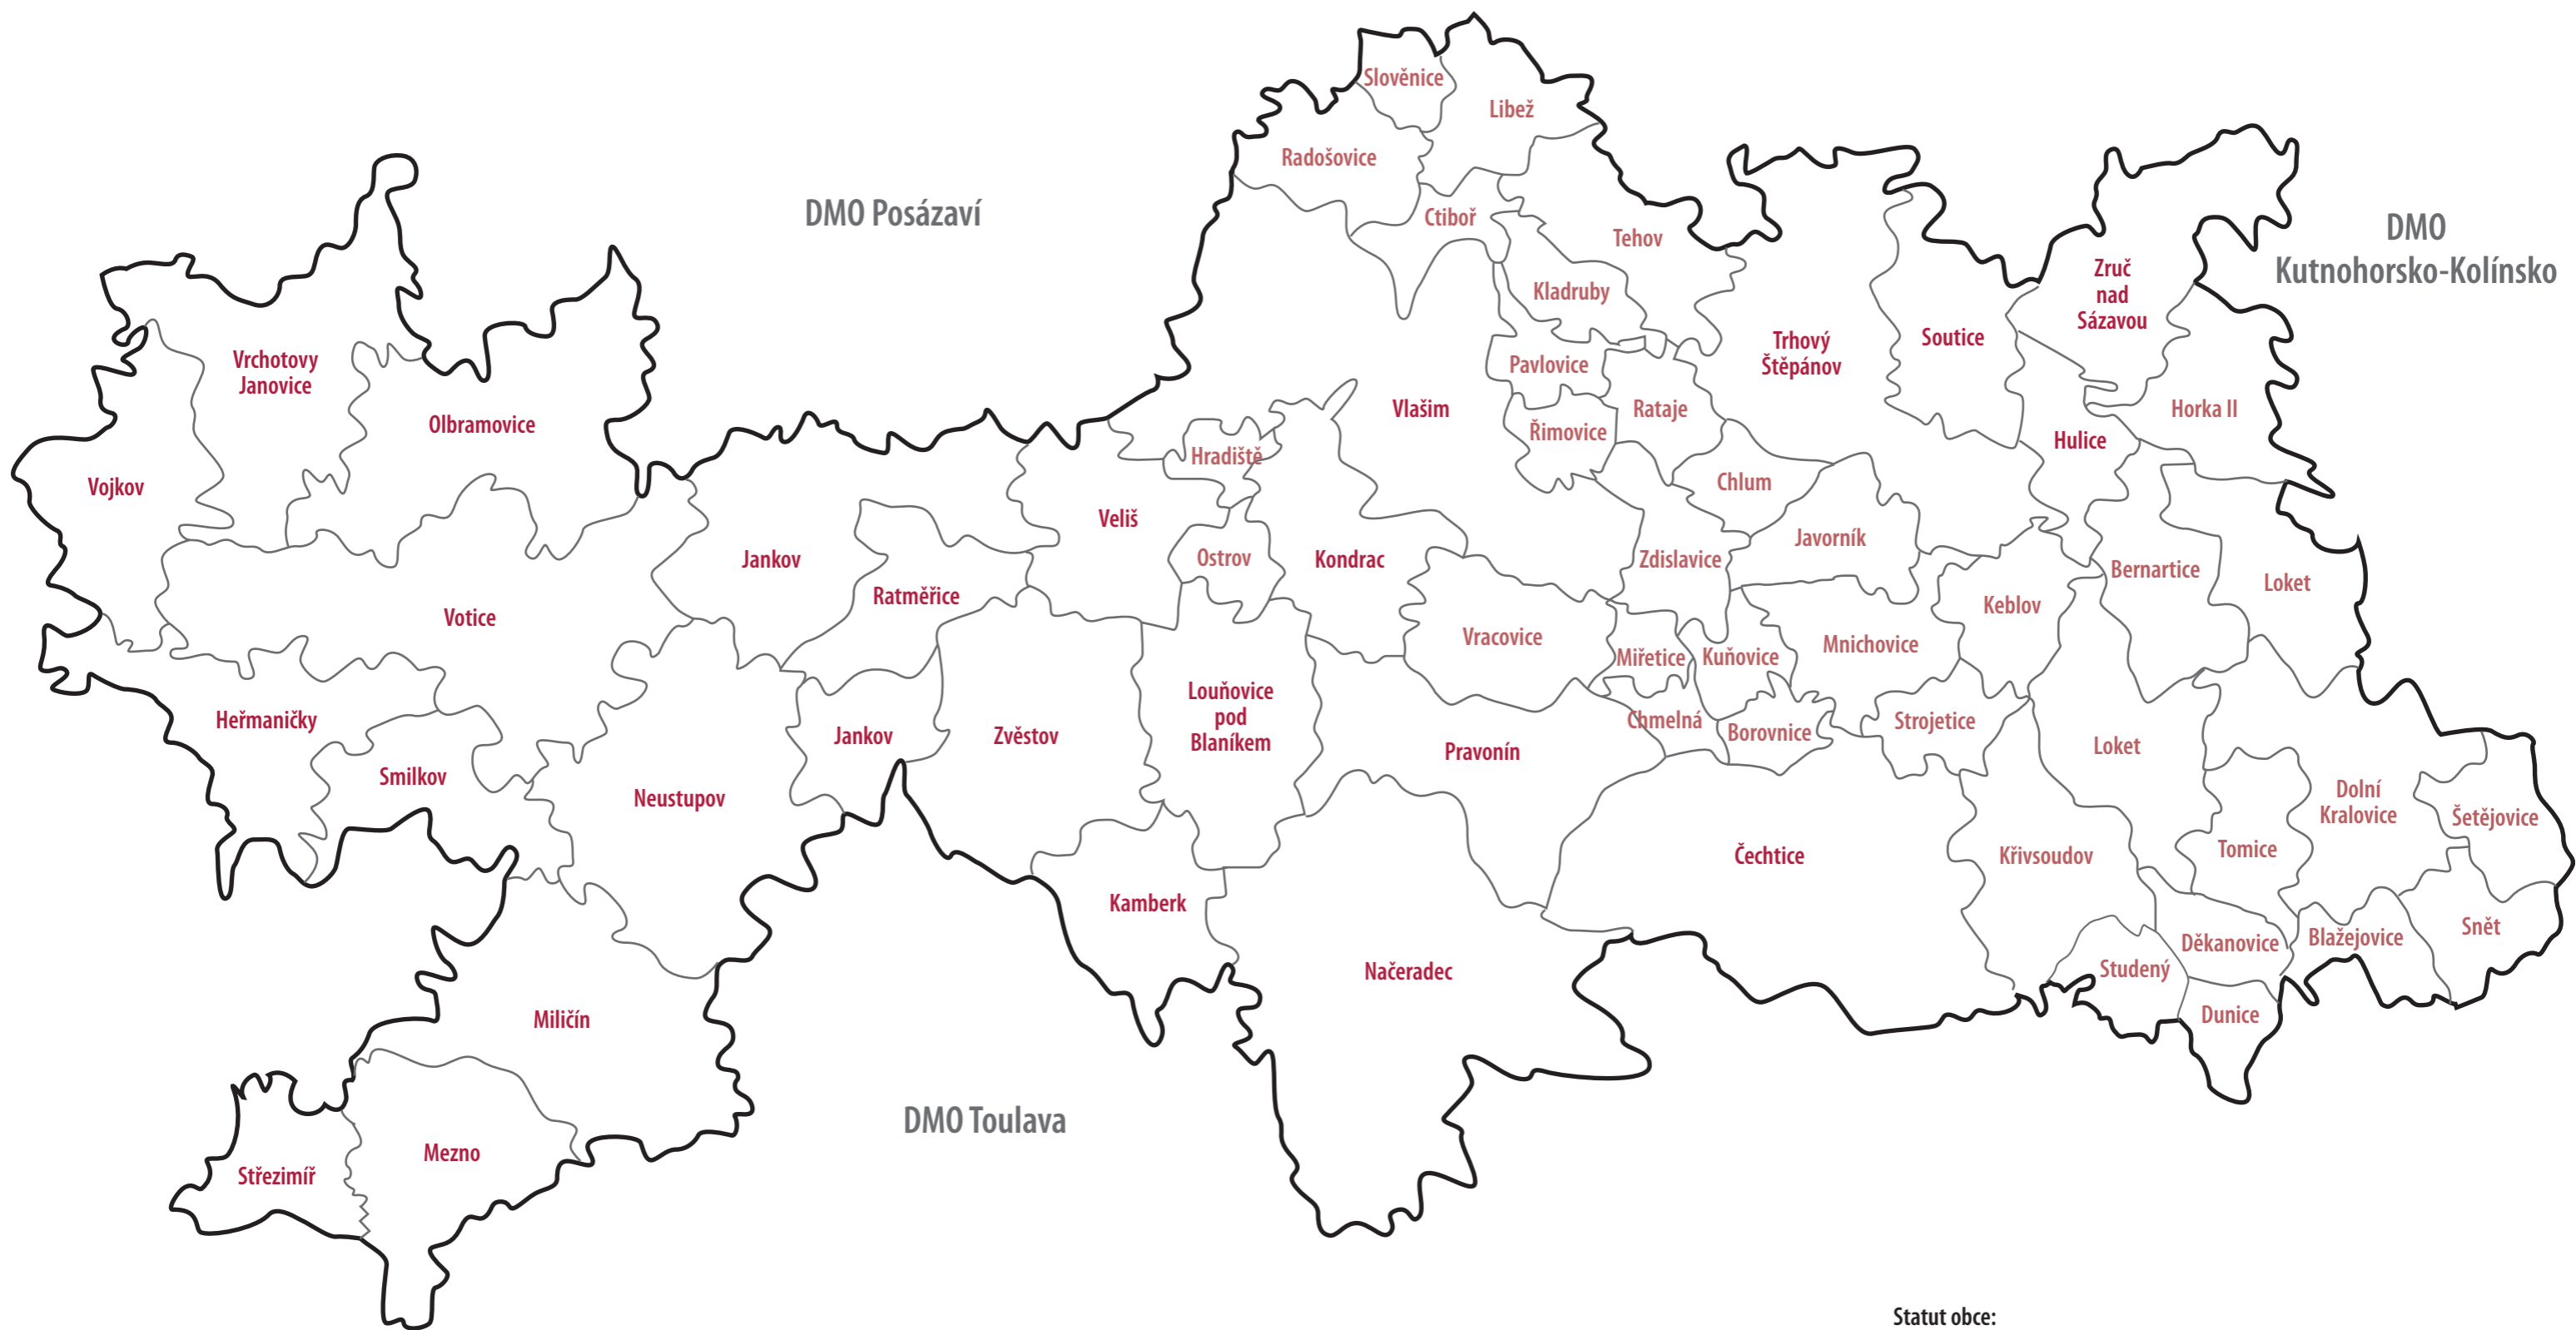 Slověnice
Libež
Radošovice
DMO Posázaví
Ctiboř
Tehov
DMO
Kutnohorsko-Kolínsko
Zruč
nad
Sázavou
Kladruby
Vrchotovy
Janovice
Trhový
Štěpánov
Soutice
Pavlovice
Olbramovice
Vlašim
Rataje
Horka II
Římovice
Hulice
Hradiště
Vojkov
Chlum
Veliš
Javorník
Jankov
Ostrov
Kondrac
Zdislavice
Bernartice
Loket
Ratměřice
Keblov
Votice
Vracovice
Mnichovice
Miřetice
Kuňovice
Louňovice
pod
Blaníkem
Heřmaničky
Chmelná
Borovnice
Strojetice
Jankov
Zvěstov
Pravonín
Loket
Smilkov
Neustupov
Dolní
Kralovice
Šetějovice
Čechtice
Křivsoudov
Tomice
Kamberk
Snět
Děkanovice
Blažejovice
Načeradec
Studený
Miličín
Dunice
DMO Toulava
Mezno
Střezimíř
Statut obce: